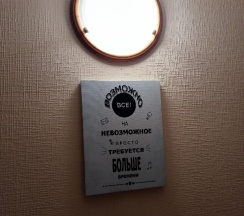 ВОЗМОЖНО
ВСЕ!
НА
НЕВОЗМОЖНОЕ
ПРОСТО
ТРЕБУЕТСЯ
БОЛЬШЕ
ВРЕМЕНИ